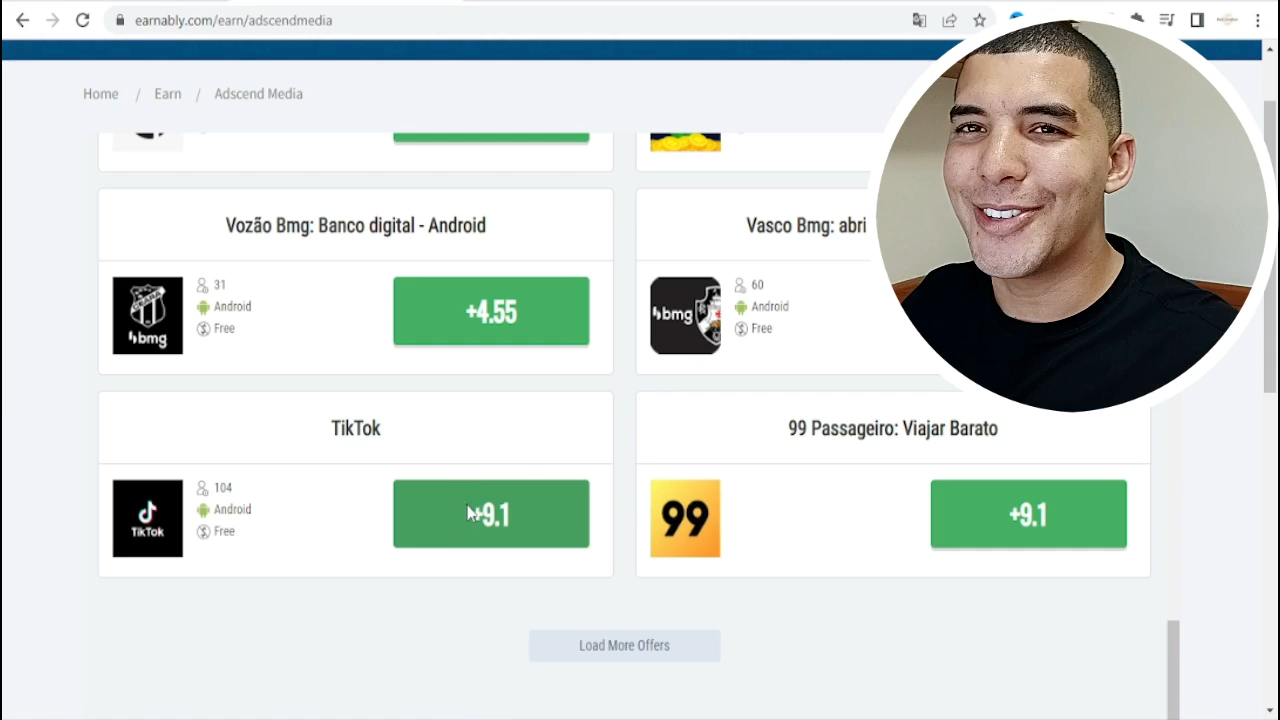 earnably.com/earn/adscendmedia
Home / Earn / Adscend Media
Vozão Bmg: Banco digital - Android
Vasco Bmg: abri
CEARÁ
bmg
31
Android
Free
+4.55
bmg
60
Android
Free
TikTok
99 Passageiro: Viajar Barato
TikTok
104
Android
Free
+9.1
99
+9.1
Load More Offers